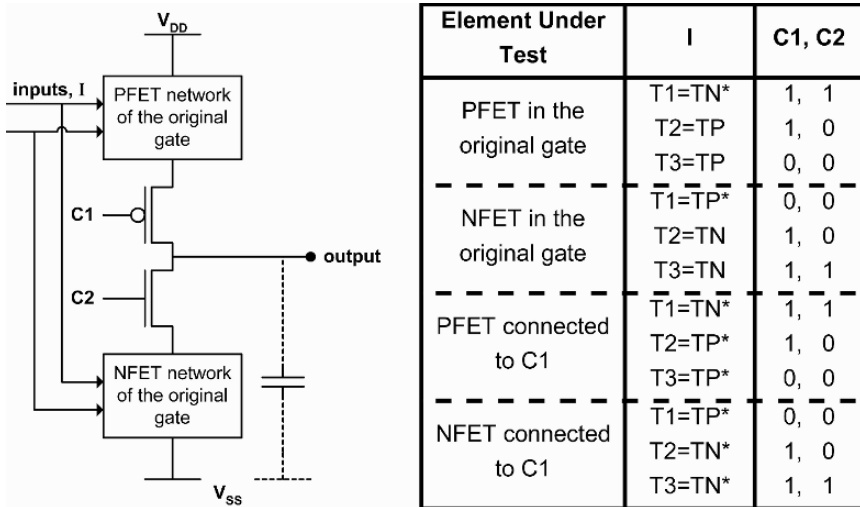 V_DD
inputs, I
PFET network
of the original
gate
C1
output
C2
NFET network
of the original
gate
V_SS
Element Under Test | I | C1, C2
PFET in the original gate | T1=TN* | 1, 1
T2=TP | 1, 0
T3=TP | 0, 0
NFET in the original gate | T1=TP* | 0, 0
T2=TN | 1, 0
T3=TN | 1, 1
PFET connected to C1 | T1=TN* | 1, 1
T2=TP* | 1, 0
T3=TP* | 0, 0
NFET connected to C1 | T1=TP* | 0, 0
T2=TN* | 1, 0
T3=TN* | 1, 1